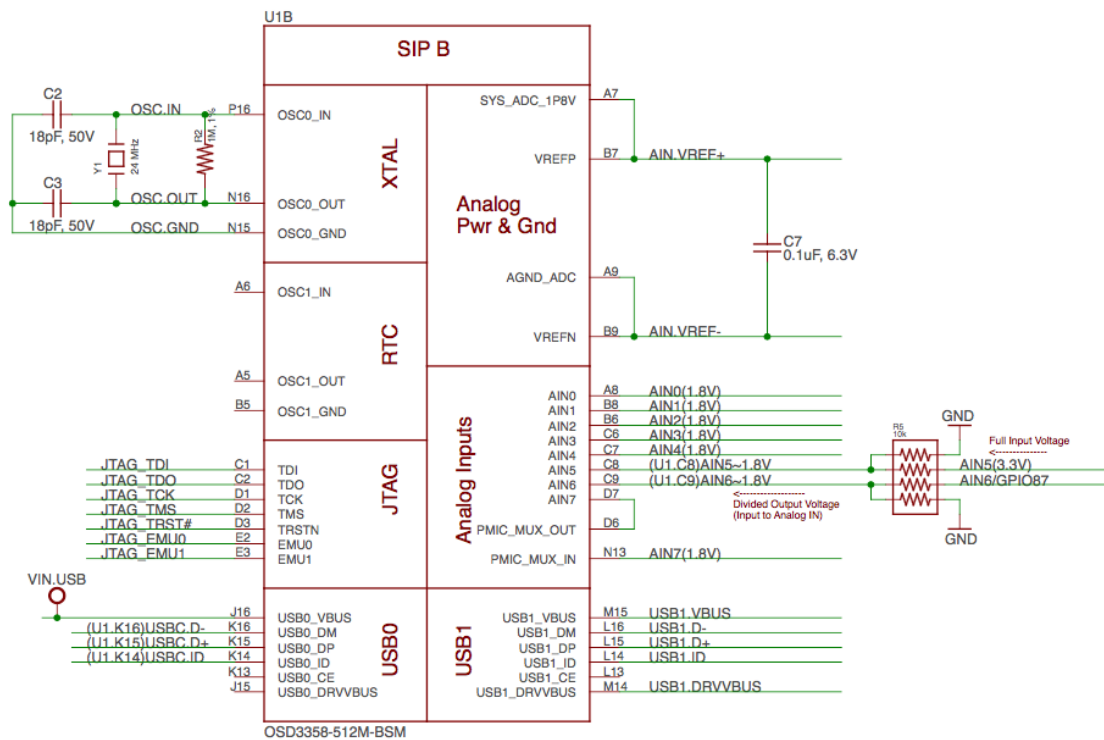 U1B
SIP B
C2
18pF, 50V
C3
18pF, 50V
Y1
24 MHz
R2
1M, 1%
OSC.IN
OSC.OUT
OSC.GND
P16
N16
N15
OSC0_IN
OSC0_OUT
OSC0_GND
XTAL
A6
A5
B5
OSC1_IN
OSC1_OUT
OSC1_GND
RTC
JTAG_TDI C1 TDI
JTAG_TDO C2 TDO
JTAG_TCK D1 TCK
JTAG_TMS D2 TMS
JTAG_TRST# D3 TRSTN
JTAG_EMU0 E2 EMU0
JTAG_EMU1 E3 EMU1
JTAG
VIN.USB
J16 USB0_VBUS
(U1.K16)USBC.D- K16 USB0_DM
(U1.K15)USBC.D+ K15 USB0_DP
(U1.K14)USBC.ID K14 USB0_ID
K13 USB0_CE
J15 USB0_DRVVBUS
USB0
Analog
Pwr & Gnd
SYS_ADC_1P8V A7
VREFP B7 AIN.VREF+
C7
0.1uF, 6.3V
AGND_ADC A9
VREFN B9 AIN.VREF-
Analog Inputs
AIN0 A8 AIN0(1.8V)
AIN1 B8 AIN1(1.8V)
AIN2 B6 AIN2(1.8V)
AIN3 C6 AIN3(1.8V)
AIN4 C7 AIN4(1.8V)
AIN5 C8 (U1.C8)AIN5~1.8V
AIN6 C9 (U1.C9)AIN6~1.8V
AIN7 D7
PMIC_MUX_OUT D6
PMIC_MUX_IN N13 AIN7(1.8V)
Divided Output Voltage
(Input to Analog IN)
R5
10k
GND
Full Input Voltage
AIN5(3.3V)
AIN6/GPIO87
GND
USB1
USB1_VBUS M15 USB1.VBUS
USB1_DM L16 USB1.D-
USB1_DP L15 USB1.D+
USB1_ID L14 USB1.ID
USB1_CE L13
USB1_DRVVBUS M14 USB1.DRVVBUS
OSD3358-512M-BSM